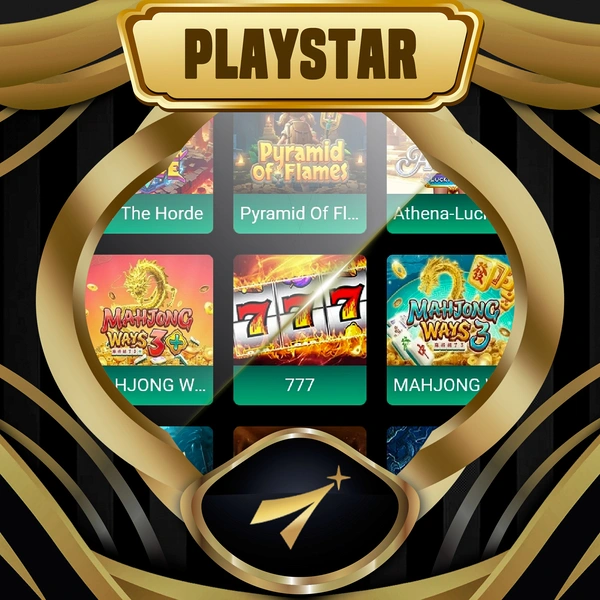 PLAYSTAR
Pyramid
of Flames
The Horde
Pyramid Of Fl...
Athena-Luc
MAHJONG
WAYS 3+
MAHJONG
WAYS 3
777
HJONG W...
777
MAHJONG